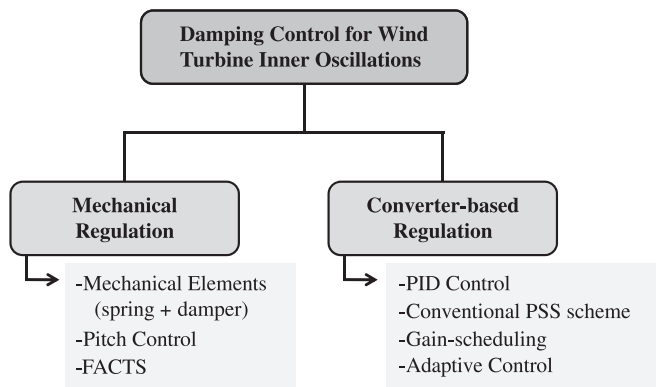 Damping Control for Wind
Turbine Inner Oscillations
Mechanical
Regulation
-Mechanical Elements
(spring + damper)
-Pitch Control
-FACTS
Converter-based
Regulation
-PID Control
-Conventional PSS scheme
-Gain-scheduling
-Adaptive Control